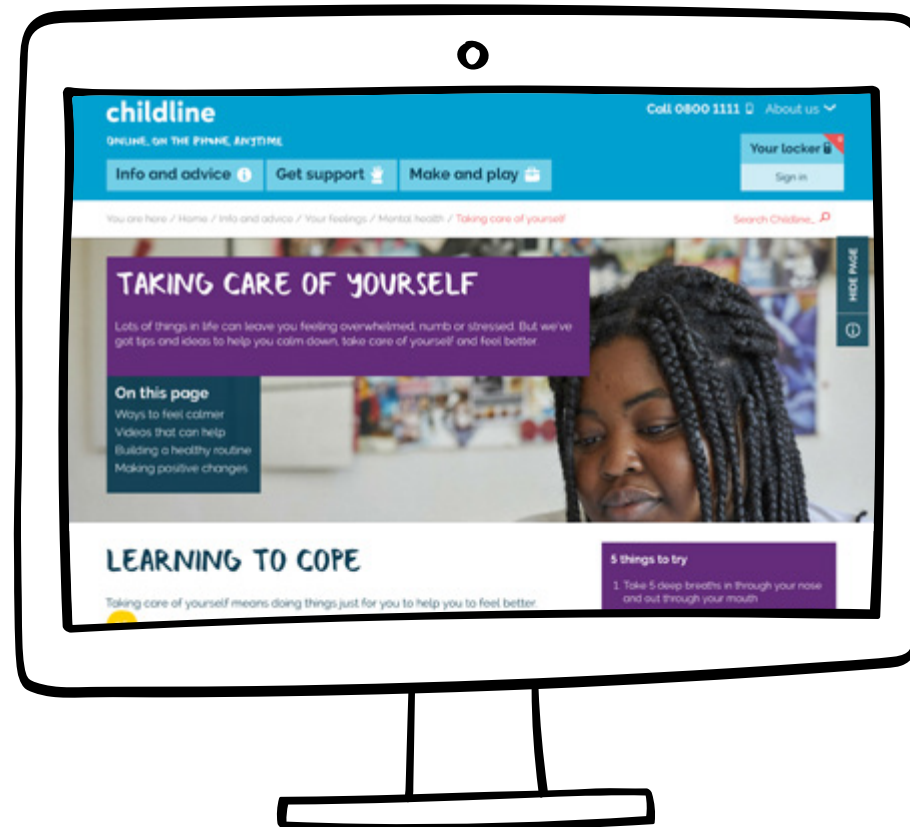 childline
ONLINE, ON THE PHONE, ANYTIME
Call 0800 1111 About us
Your locker
Sign in
Info and advice Get support Make and play
You are here / Home / Info and advice / Your feelings / Mental health / Taking care of yourself
Search Childline...
HIDE PAGE
TAKING CARE OF YOURSELF
Lots of things in life can leave you feeling overwhelmed, numb or stressed. But we've
got tips and ideas to help you calm down, take care of yourself and feel better.
On this page
Ways to feel calmer
Videos that can help
Building a healthy routine
Making positive changes
LEARNING TO COPE
Taking care of yourself means doing things just for you to help you to feel better.
5 things to try
1 Take 5 deep breaths in through your nose
and out through your mouth